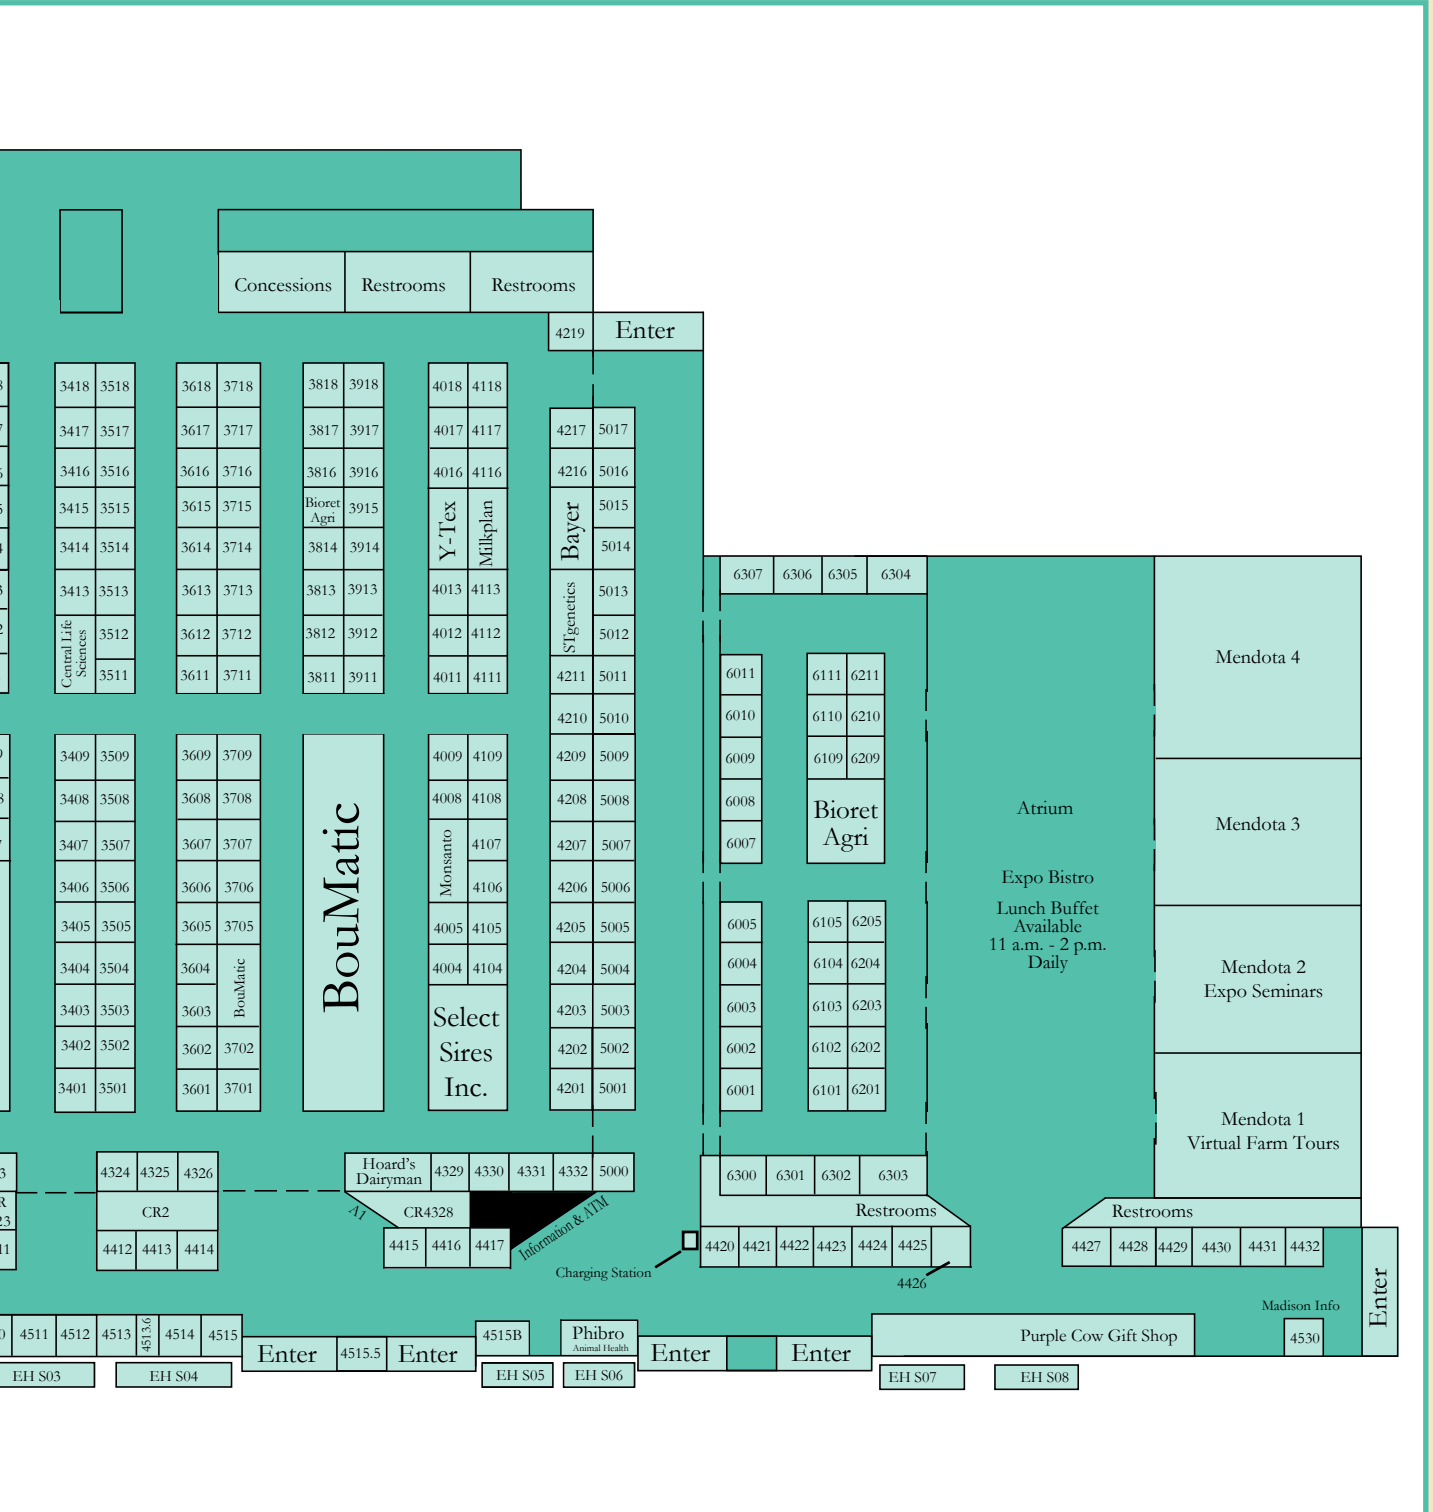 Concessions
Restrooms
Restrooms
4219
Enter
3418 3518
3618 3718
3818 3918
4018 4118
3417 3517
3617 3717
3817 3917
4017 4117
4217 5017
3416 3516
3616 3716
3816 3916
4016 4116
4216 5016
3415 3515
3615 3715
Bioret
Agri
3915
Y-Tex
Milkplan
Bayer
5015
3414 3514
3614 3714
3814 3914
5014
3413 3513
3613 3713
3813 3913
4013 4113
STgenetics
5013
Central Life
Sciences
3512
3612 3712
3812 3912
4012 4112
5012
3511
3611 3711
3811 3911
4011 4111
4211 5011
4210 5010
3409 3509
3609 3709
BouMatic
4009 4109
4209 5009
3408 3508
3608 3708
4008 4108
4208 5008
3407 3507
3607 3707
Monsanto
4107
4207 5007
3406 3506
3606 3706
4106
4206 5006
3405 3505
3605 3705
4005 4105
4205 5005
3404 3504
3604
BouMatic
4004 4104
4204 5004
3403 3503
3603
Select
Sires
Inc.
4203 5003
3402 3502
3602 3702
4202 5002
3401 3501
3601 3701
4201 5001
6307 6306 6305 6304
6011
6111 6211
6010
6110 6210
6009
6109 6209
6008
Bioret
Agri
6007
6005
6105 6205
6004
6104 6204
6003
6103 6203
6002
6102 6202
6001
6101 6201
Atrium
Expo Bistro
Lunch Buffet
Available
11 a.m. - 2 p.m.
Daily
Mendota 4
Mendota 3
Mendota 2
Expo Seminars
Mendota 1
Virtual Farm Tours
4324 4325 4326
CR2
4412 4413 4414
Hoard's
Dairyman
4329 4330 4331 4332 5000
A1
CR4328
Information & ATM
4415 4416 4417
Charging Station
6300 6301 6302 6303
Restrooms
4420 4421 4422 4423 4424 4425
4426
Restrooms
4427 4428 4429 4430 4431 4432
Enter
Madison Info
4530
4511 4512 4513 4513.6 4514 4515
Enter
4515.5
Enter
4515B
Phibro
Animal Health
Enter
Enter
Purple Cow Gift Shop
EH S03
EH S04
EH S05
EH S06
EH S07
EH S08